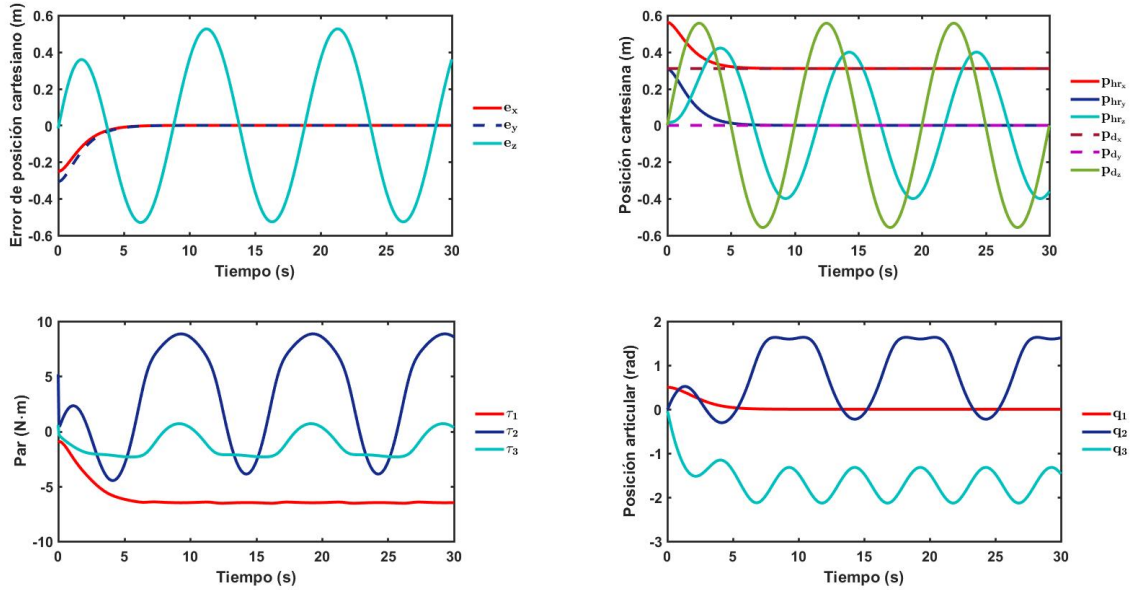 Error de posición cartesiano (m)
0.6
0.4
0.2
0
-0.2
-0.4
-0.6
0 5 10 15 20 25 30
Tiempo (s)
e_x
e_y
e_z
Posición cartesiana (m)
0.6
0.4
0.2
0
-0.2
-0.4
-0.6
0 5 10 15 20 25 30
Tiempo (s)
p_hr_x
p_hr_y
p_hr_z
p_d_x
p_d_y
p_d_z
Par (N·m)
10
5
0
-5
-10
0 5 10 15 20 25 30
Tiempo (s)
τ1
τ2
τ3
Posición articular (rad)
2
1
0
-1
-2
-3
0 5 10 15 20 25 30
Tiempo (s)
q1
q2
q3